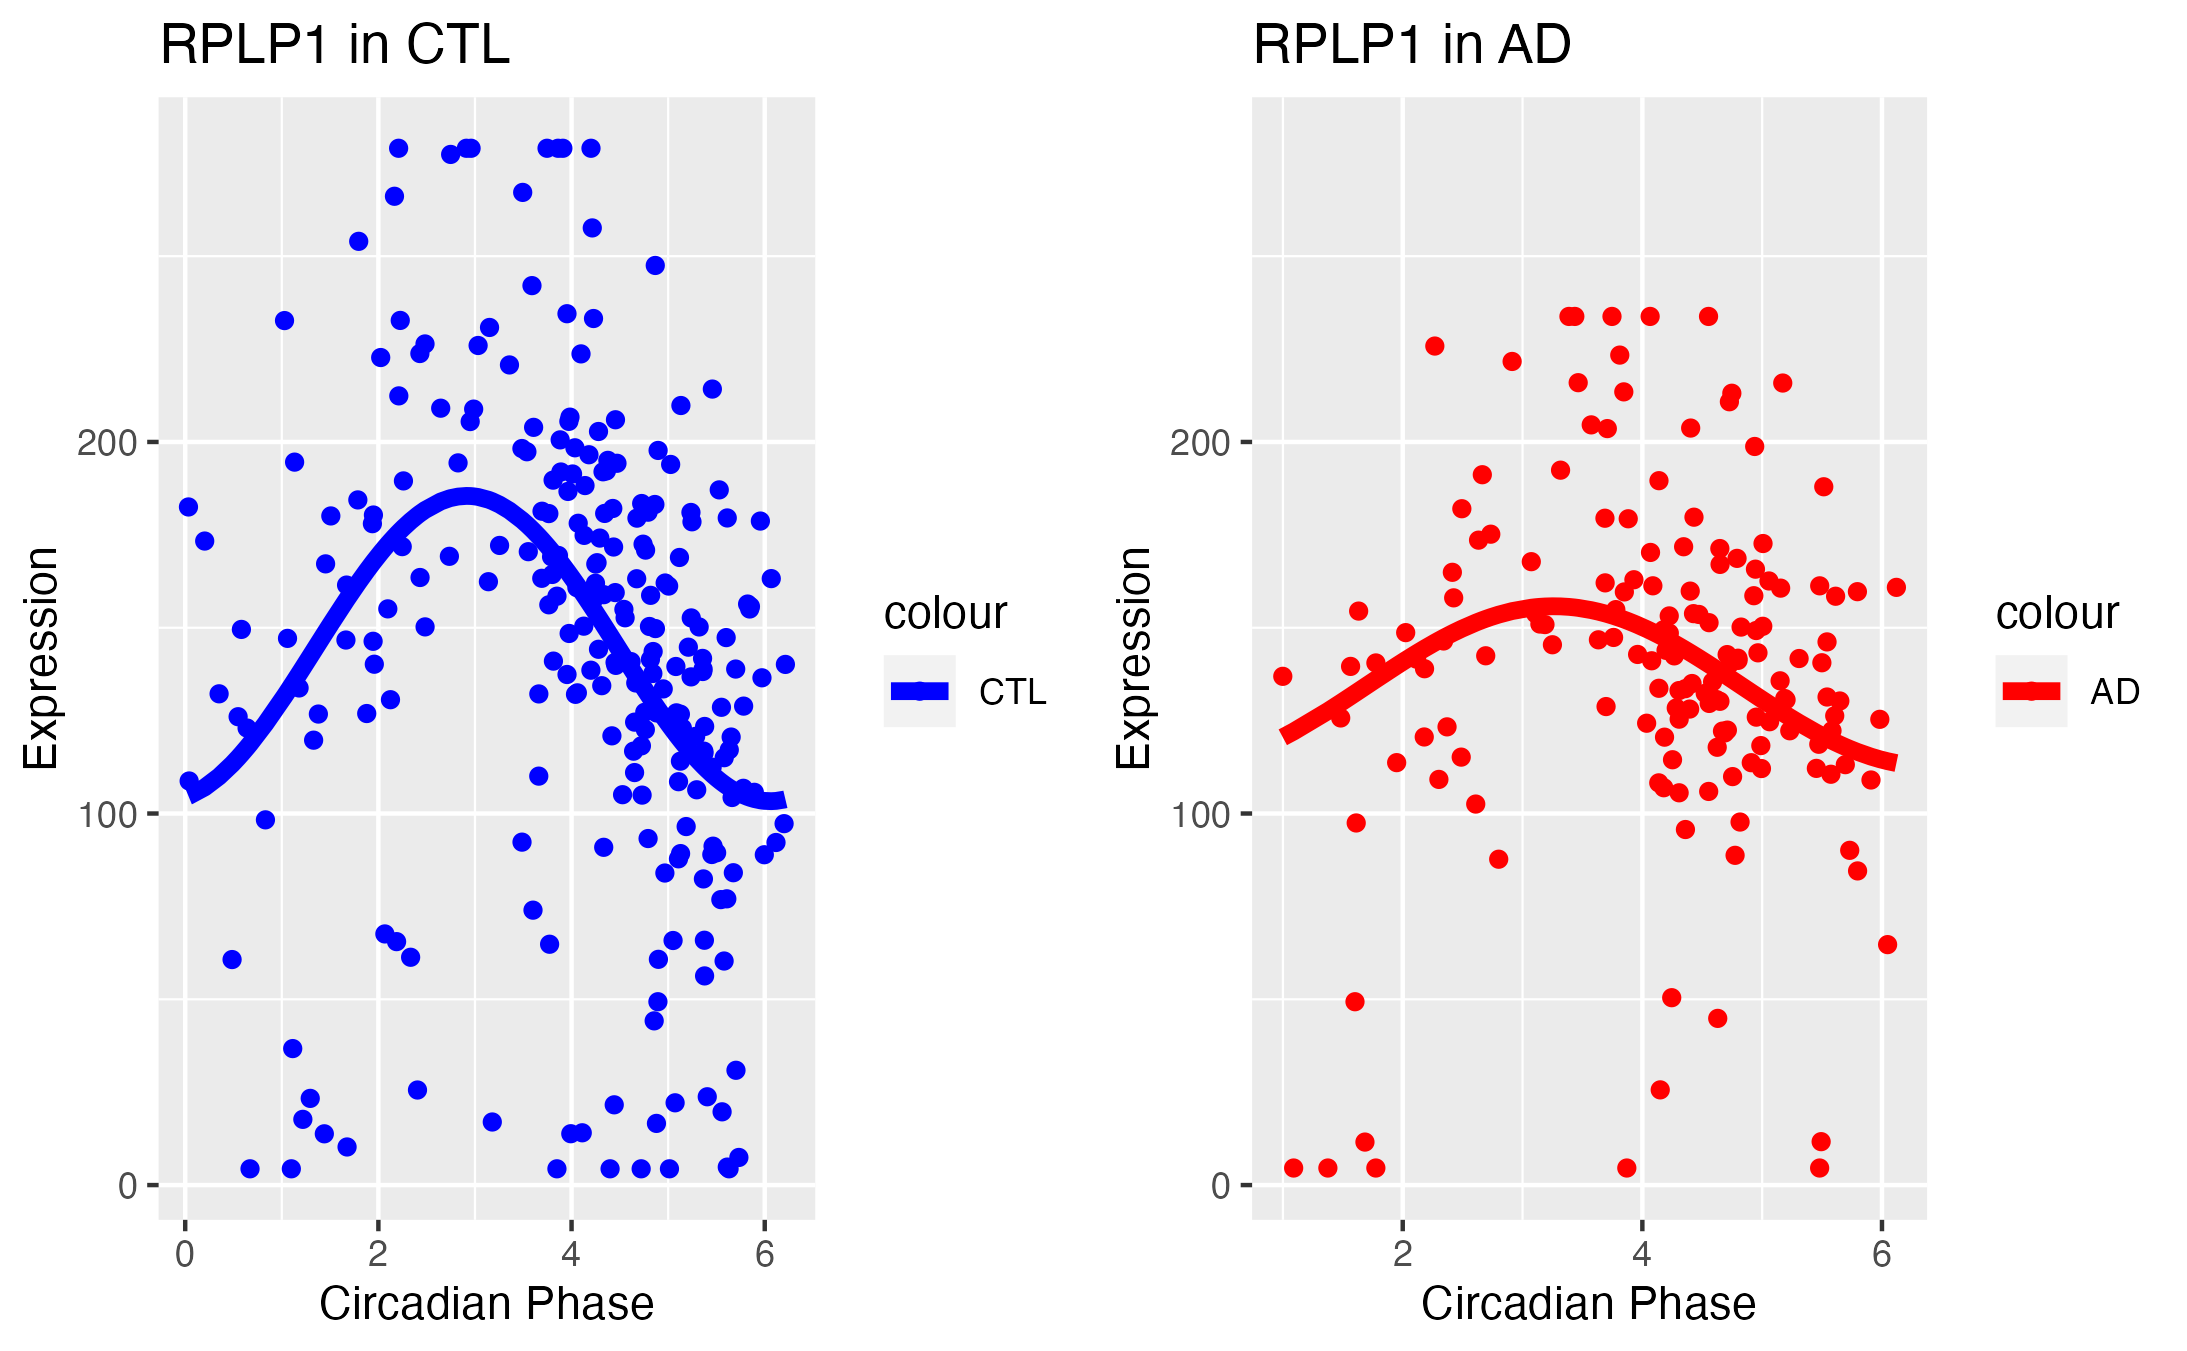 RPLP1 in CTL
Expression
200
100
0
0 2 4 6
Circadian Phase
colour
CTL
RPLP1 in AD
Expression
200
100
0
2 4 6
Circadian Phase
colour
AD